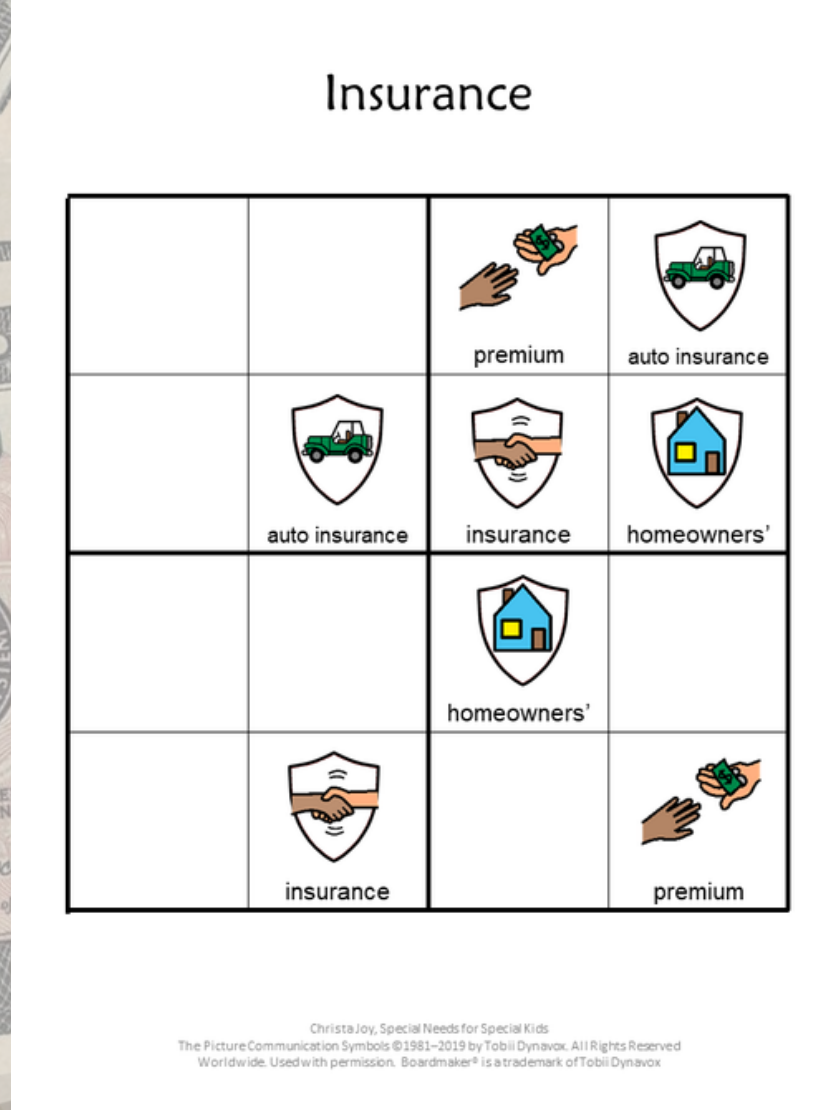 Insurance
premium
auto insurance
auto insurance
insurance
homeowners’
homeowners’
insurance
premium
Christa Joy, Special Needs for Special Kids
The Picture Communication Symbols ©1981–2019 by Tobii Dynavox. All Rights Reserved
Worldwide. Used with permission. Boardmaker® is a trademark of Tobii Dynavox